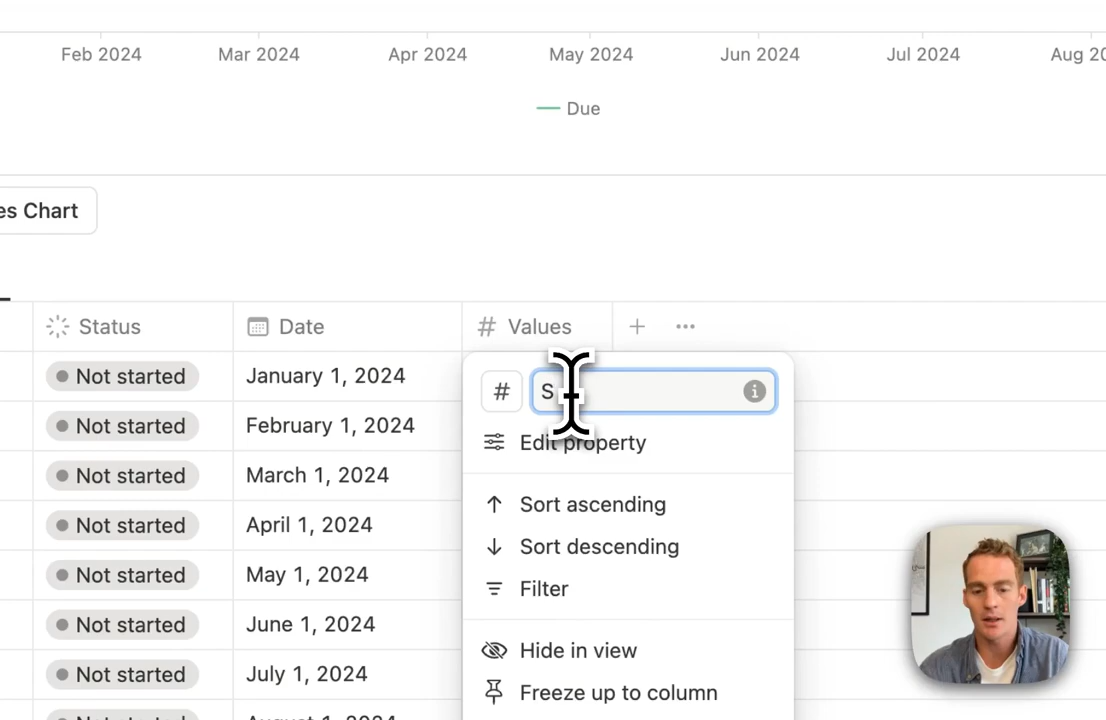 Feb 2024 Mar 2024 Apr 2024 May 2024 Jun 2024 Jul 2024 Aug 20
Due
es Chart
Status Date # Values + •••
Not started January 1, 2024
# S
Not started February 1, 2024
Edit property
Not started March 1, 2024
Sort ascending
Not started April 1, 2024
Sort descending
Not started May 1, 2024
Filter
Not started June 1, 2024
Hide in view
Not started July 1, 2024
Freeze up to column
August 1, 2024